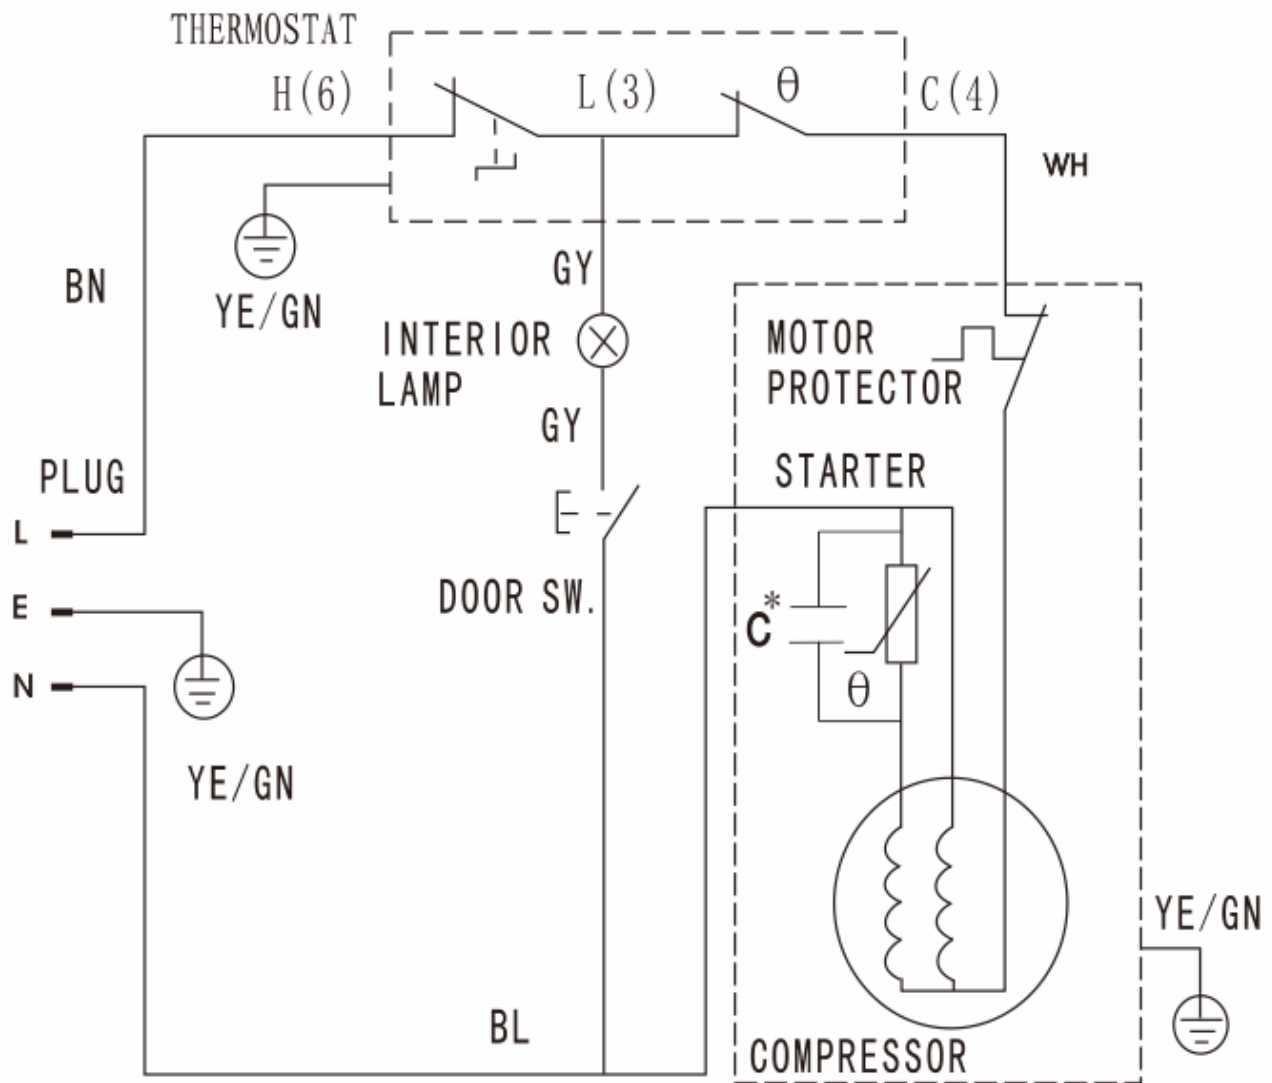 THERMOSTAT
H(6)
L(3)
θ
C(4)
WH
BN
YE/GN
GY
INTERIOR
LAMP
GY
MOTOR
PROTECTOR
PLUG
L
STARTER
E
DOOR SW.
C*
N
θ
YE/GN
YE/GN
BL
COMPRESSOR